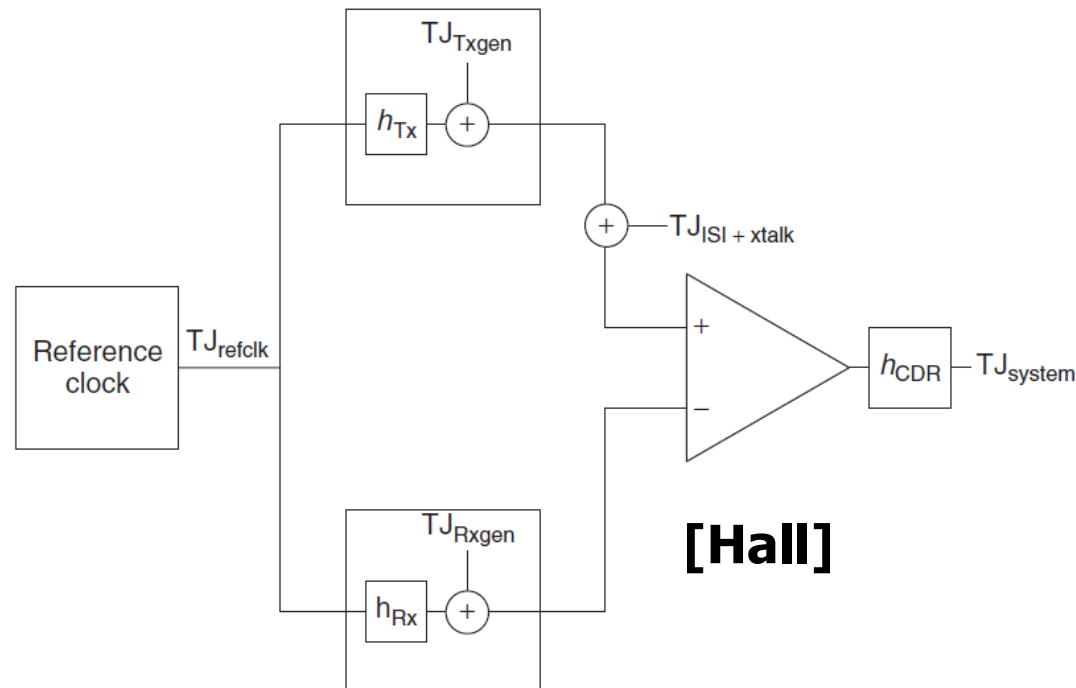 TJTxgen
hTx
+
+
TJISI + xtalk
Reference
clock
TJrefclk
+
−
hCDR
TJsystem
TJRxgen
hRx
+
[Hall]